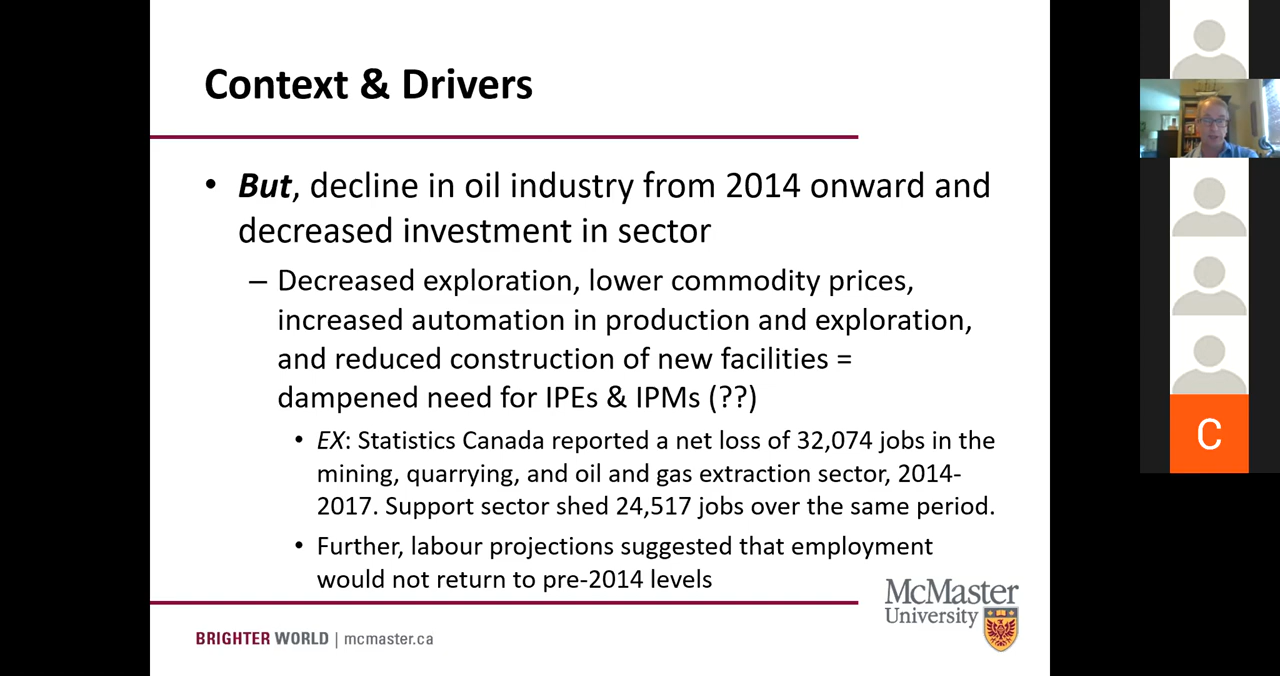 Context & Drivers
• But, decline in oil industry from 2014 onward and
decreased investment in sector
– Decreased exploration, lower commodity prices,
increased automation in production and exploration,
and reduced construction of new facilities =
dampened need for IPEs & IPMs (??)
• EX: Statistics Canada reported a net loss of 32,074 jobs in the
mining, quarrying, and oil and gas extraction sector, 2014-
2017. Support sector shed 24,517 jobs over the same period.
• Further, labour projections suggested that employment
would not return to pre-2014 levels
McMaster
University
BRIGHTER WORLD | mcmaster.ca
C